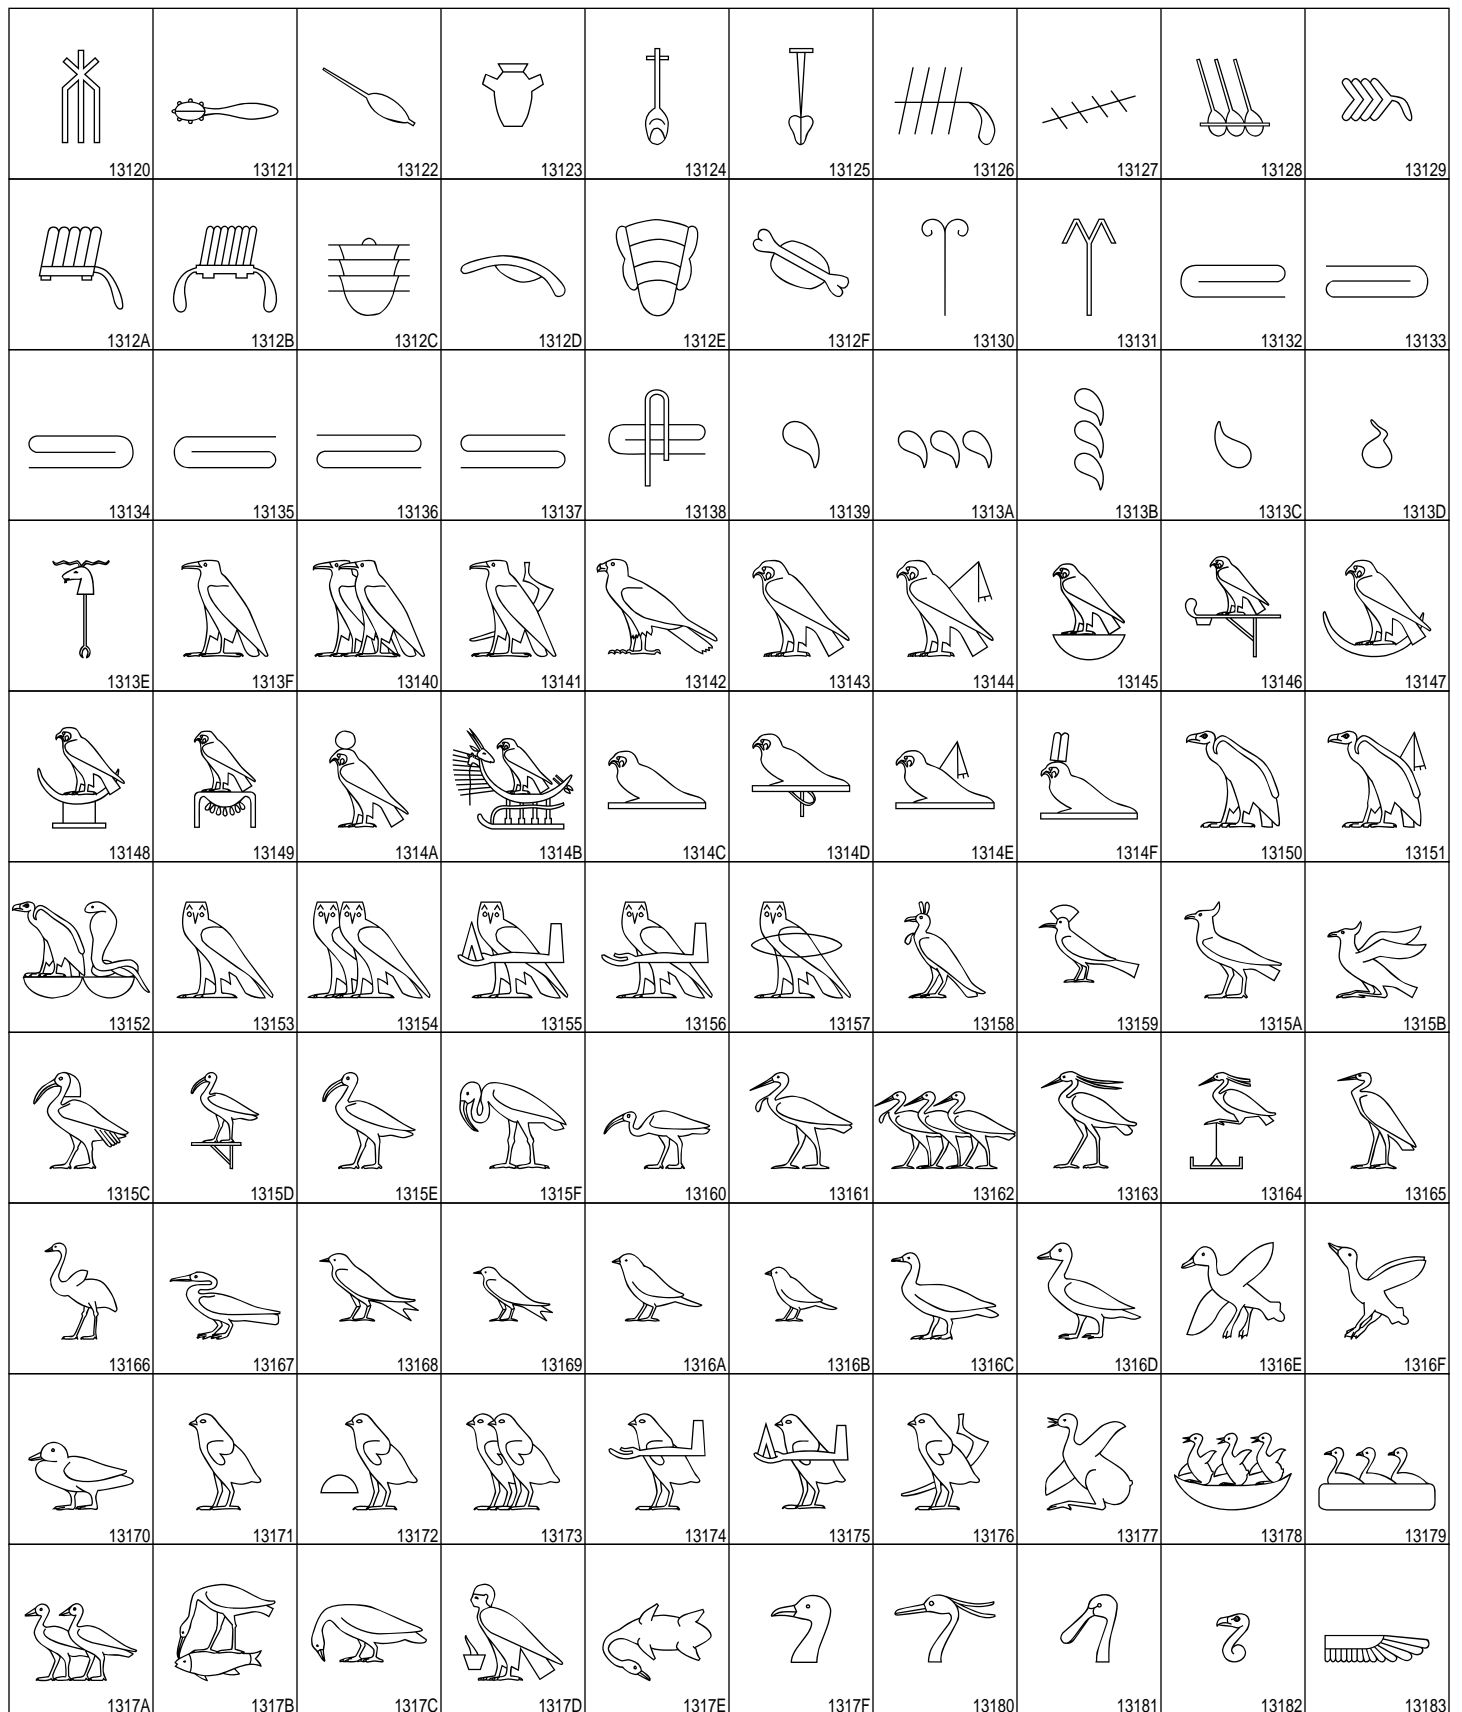 𓄠 𓄡 𓄢 𓄣 𓄤 𓄥 𓄦 𓄧 𓄨 𓄩
13120 13121 13122 13123 13124 13125 13126 13127 13128 13129
𓄪 𓄫 𓄬 𓄭 𓄮 𓄯 𓄰 𓄱 𓄲 𓄳
1312A 1312B 1312C 1312D 1312E 1312F 13130 13131 13132 13133
𓄴 𓄵 𓄶 𓄷 𓄸 𓄹 𓄺 𓄻 𓄼 𓄽
13134 13135 13136 13137 13138 13139 1313A 1313B 1313C 1313D
𓄾 𓄿 𓅀 𓅁 𓅂 𓅃 𓅄 𓅅 𓅆 𓅇
1313E 1313F 13140 13141 13142 13143 13144 13145 13146 13147
𓅈 𓅉 𓅊 𓅋 𓅌 𓅍 𓅎 𓅏 𓅐 𓅑
13148 13149 1314A 1314B 1314C 1314D 1314E 1314F 13150 13151
𓅒 𓅓 𓅔 𓅕 𓅖 𓅗 𓅘 𓅙 𓅚 𓅛
13152 13153 13154 13155 13156 13157 13158 13159 1315A 1315B
𓅜 𓅝 𓅞 𓅟 𓅠 𓅡 𓅢 𓅣 𓅤 𓅥
1315C 1315D 1315E 1315F 13160 13161 13162 13163 13164 13165
𓅦 𓅧 𓅨 𓅩 𓅪 𓅫 𓅬 𓅭 𓅮 𓅯
13166 13167 13168 13169 1316A 1316B 1316C 1316D 1316E 1316F
𓅰 𓅱 𓅲 𓅳 𓅴 𓅵 𓅶 𓅷 𓅸 𓅹
13170 13171 13172 13173 13174 13175 13176 13177 13178 13179
𓅺 𓅻 𓅼 𓅽 𓅾 𓅿 𓆀 𓆁 𓆂 𓆃
1317A 1317B 1317C 1317D 1317E 1317F 13180 13181 13182 13183